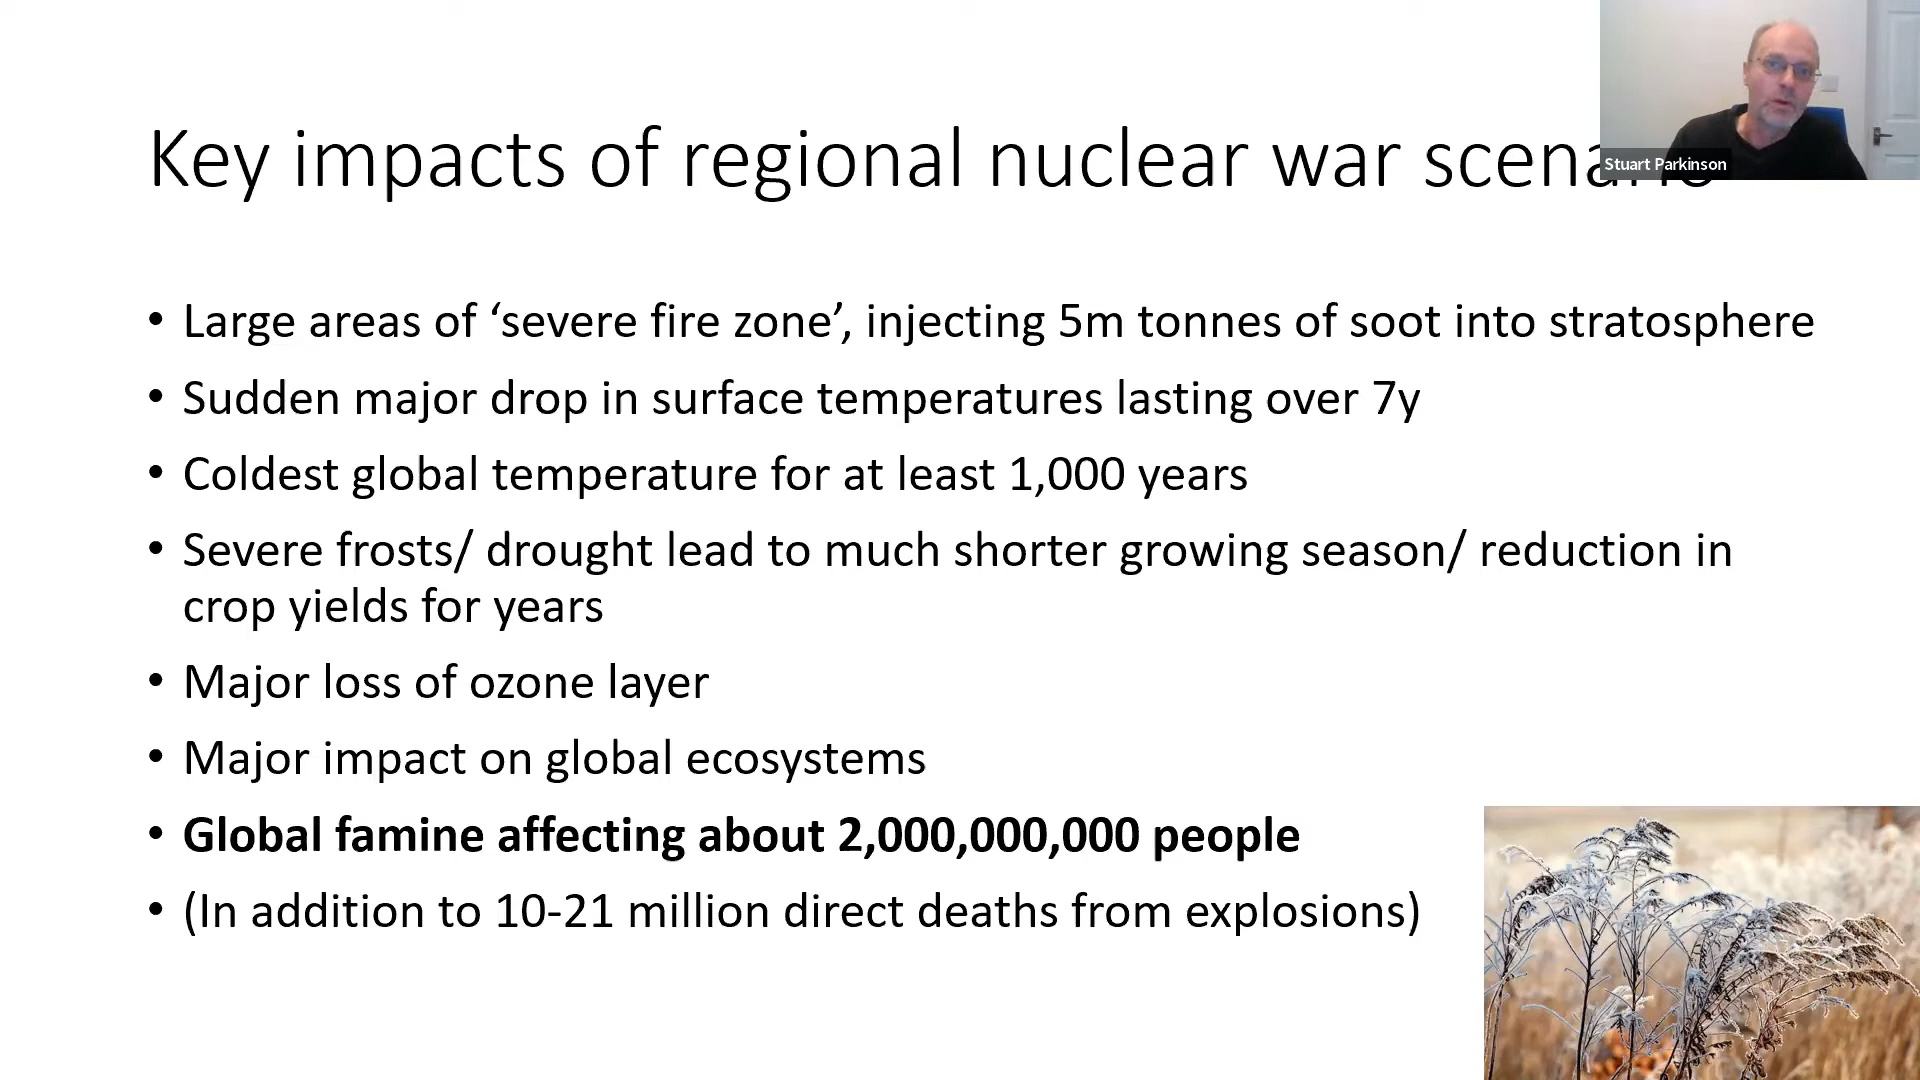 Key impacts of regional nuclear war scenario
Stuart Parkinson
• Large areas of ‘severe fire zone’, injecting 5m tonnes of soot into stratosphere
• Sudden major drop in surface temperatures lasting over 7y
• Coldest global temperature for at least 1,000 years
• Severe frosts/ drought lead to much shorter growing season/ reduction in
crop yields for years
• Major loss of ozone layer
• Major impact on global ecosystems
• Global famine affecting about 2,000,000,000 people
• (In addition to 10-21 million direct deaths from explosions)